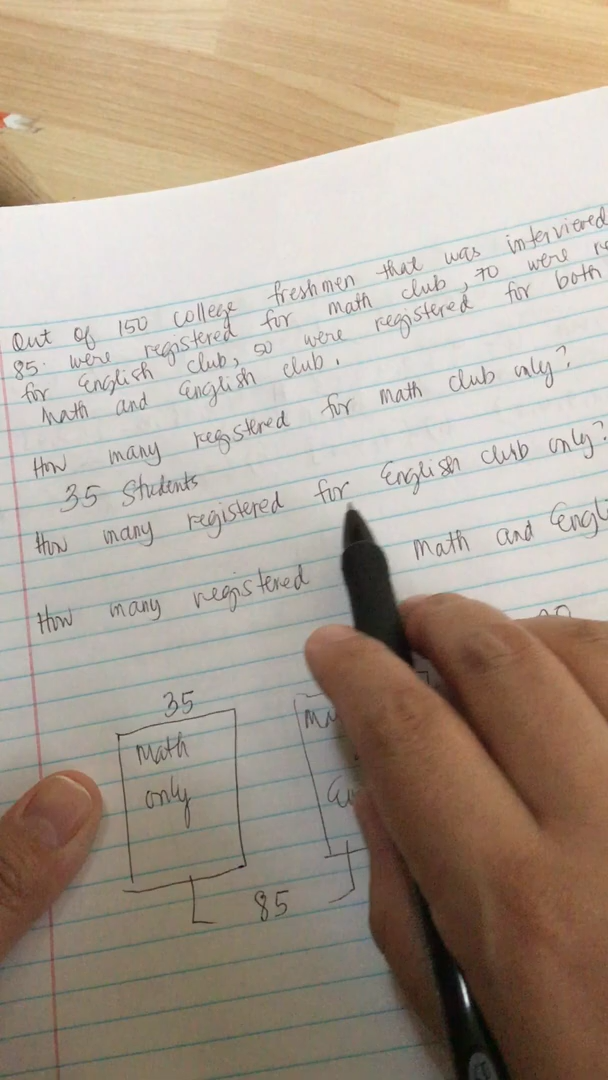 Out of 150 college freshmen that was interviewed
85 were registered for math club, 70 were
for English club, 50 were registered for both
Math and English club.
How many registered for math club only?
35 Students
How many registered for English club only?
How many registered Math and
35
Math
only
85